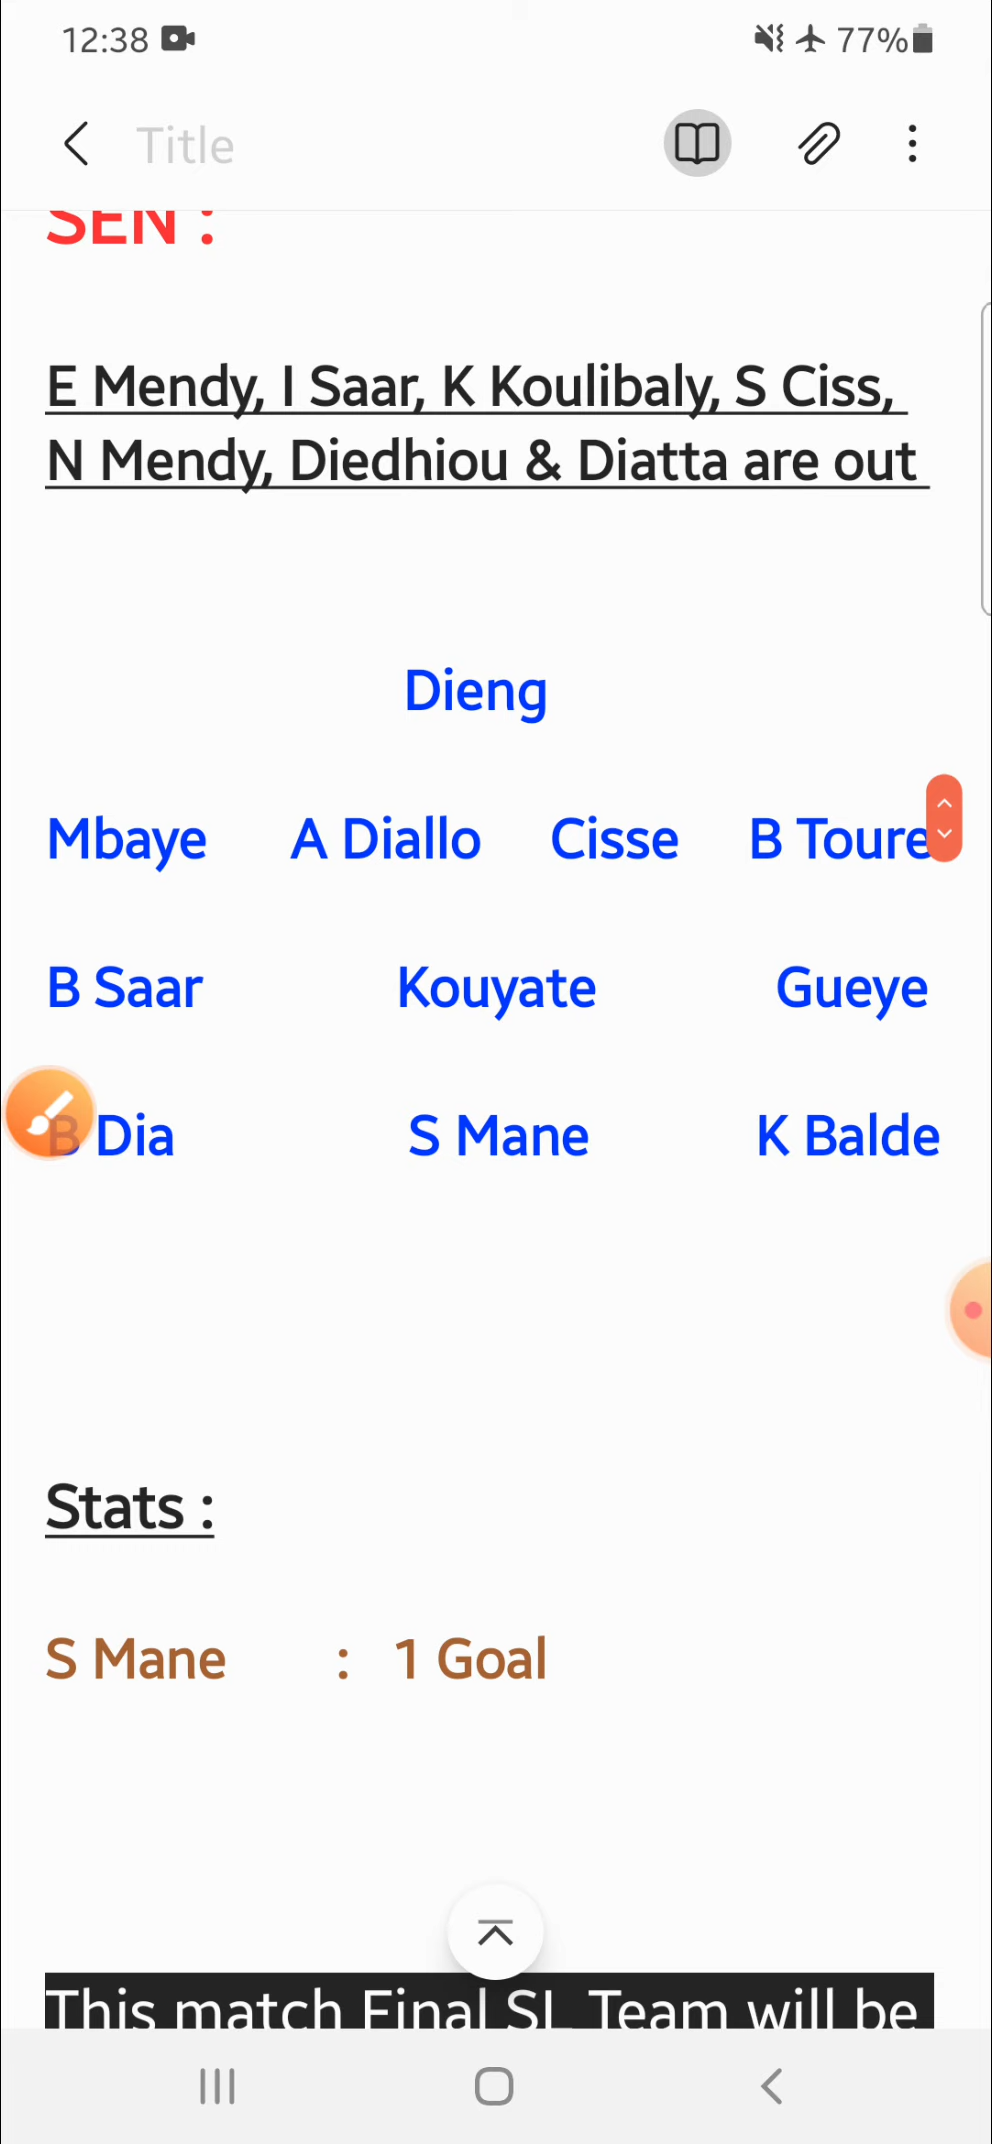 12:38 77%
Title
SEN :
E Mendy, I Saar, K Koulibaly, S Ciss,
N Mendy, Diedhiou & Diatta are out
Dieng
Mbaye A Diallo Cisse B Toure
B Saar Kouyate Gueye
B Dia S Mane K Balde
Stats :
S Mane : 1 Goal
This match Final SL Team will be